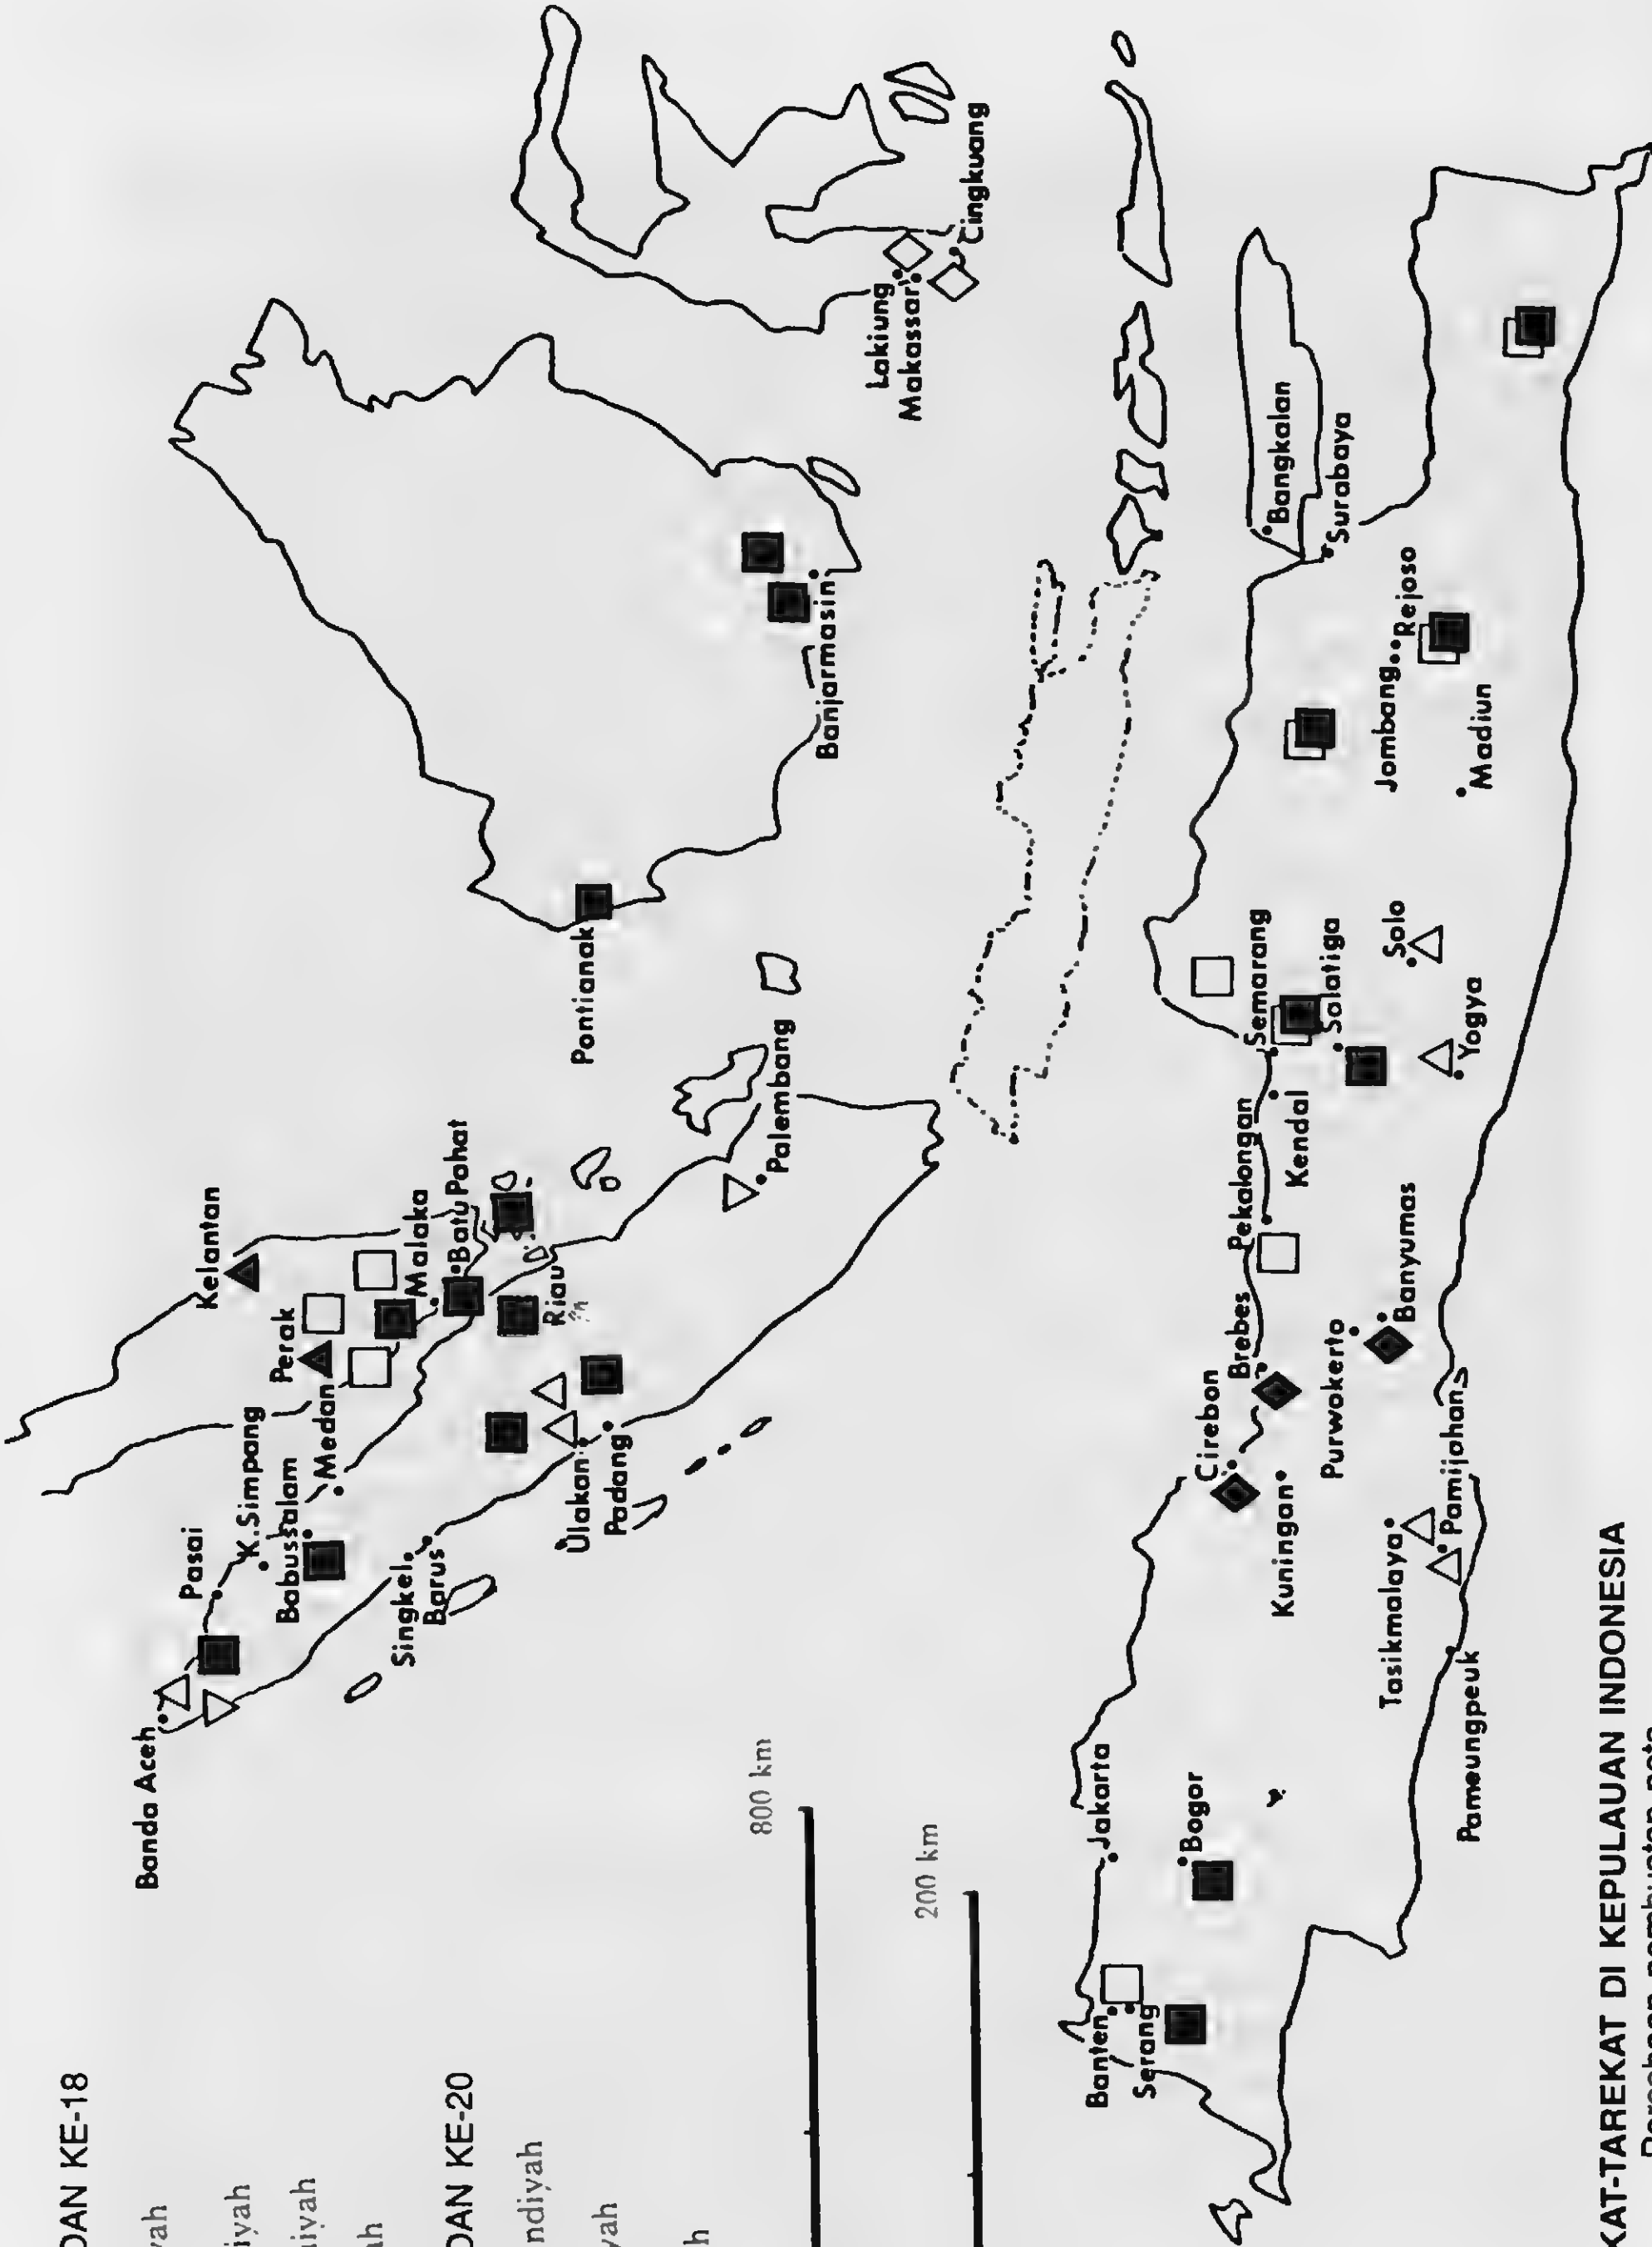 DAN KE-18
yah
iyah
iyah
ah
DAN KE-20
ndiyah
yah
h
800 km
200 km
Banda Aceh
Pasai
K.Simpang
Babussalam
Medan
Perak
Kelantan
Malaka
Batu Pahat
Singkel
Barus
Ulakan
Padang
Riau
Palembang
Pontianak
Banjarmasin
Lakiung
Makassar
Cingkuang
Banten
Serang
Jakarta
Bogor
Cirebon
Kuningan
Brebes
Pekalongan
Kendal
Semarang
Salatiga
Solo
Yogya
Purwokerto
Banyumas
Tasikmalaya
Pamijahan
Pameungpeuk
Bangkalan
Surabaya
Jombang
Rejoso
Madiun
KAT-TAREKAT DI KEPULAUAN INDONESIA
Percobaan pembuatan peta